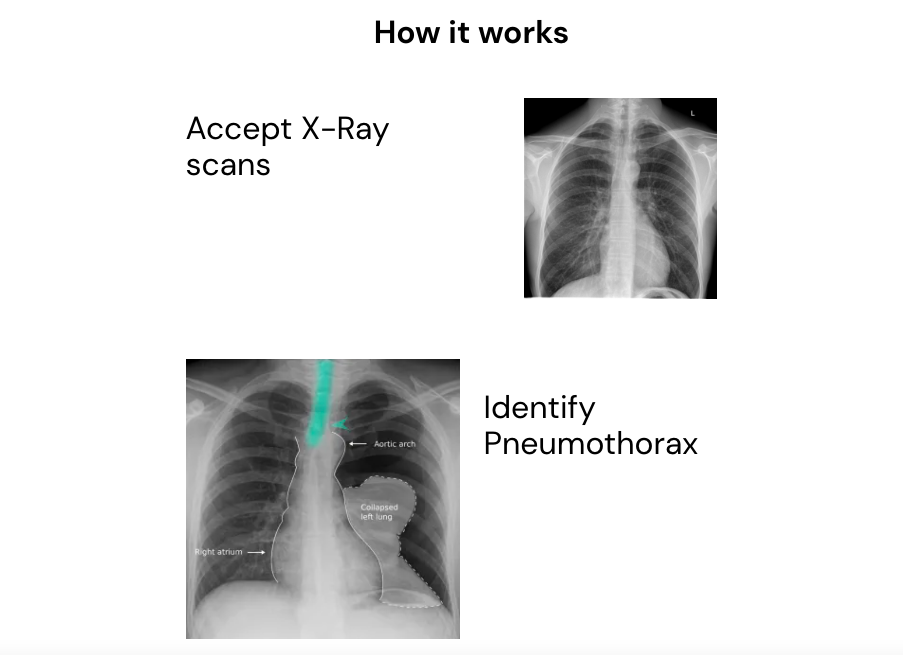 How it works
Accept X-Ray
scans
L
Aortic arch
Collapsed
left lung
Right atrium
Identify
Pneumothorax